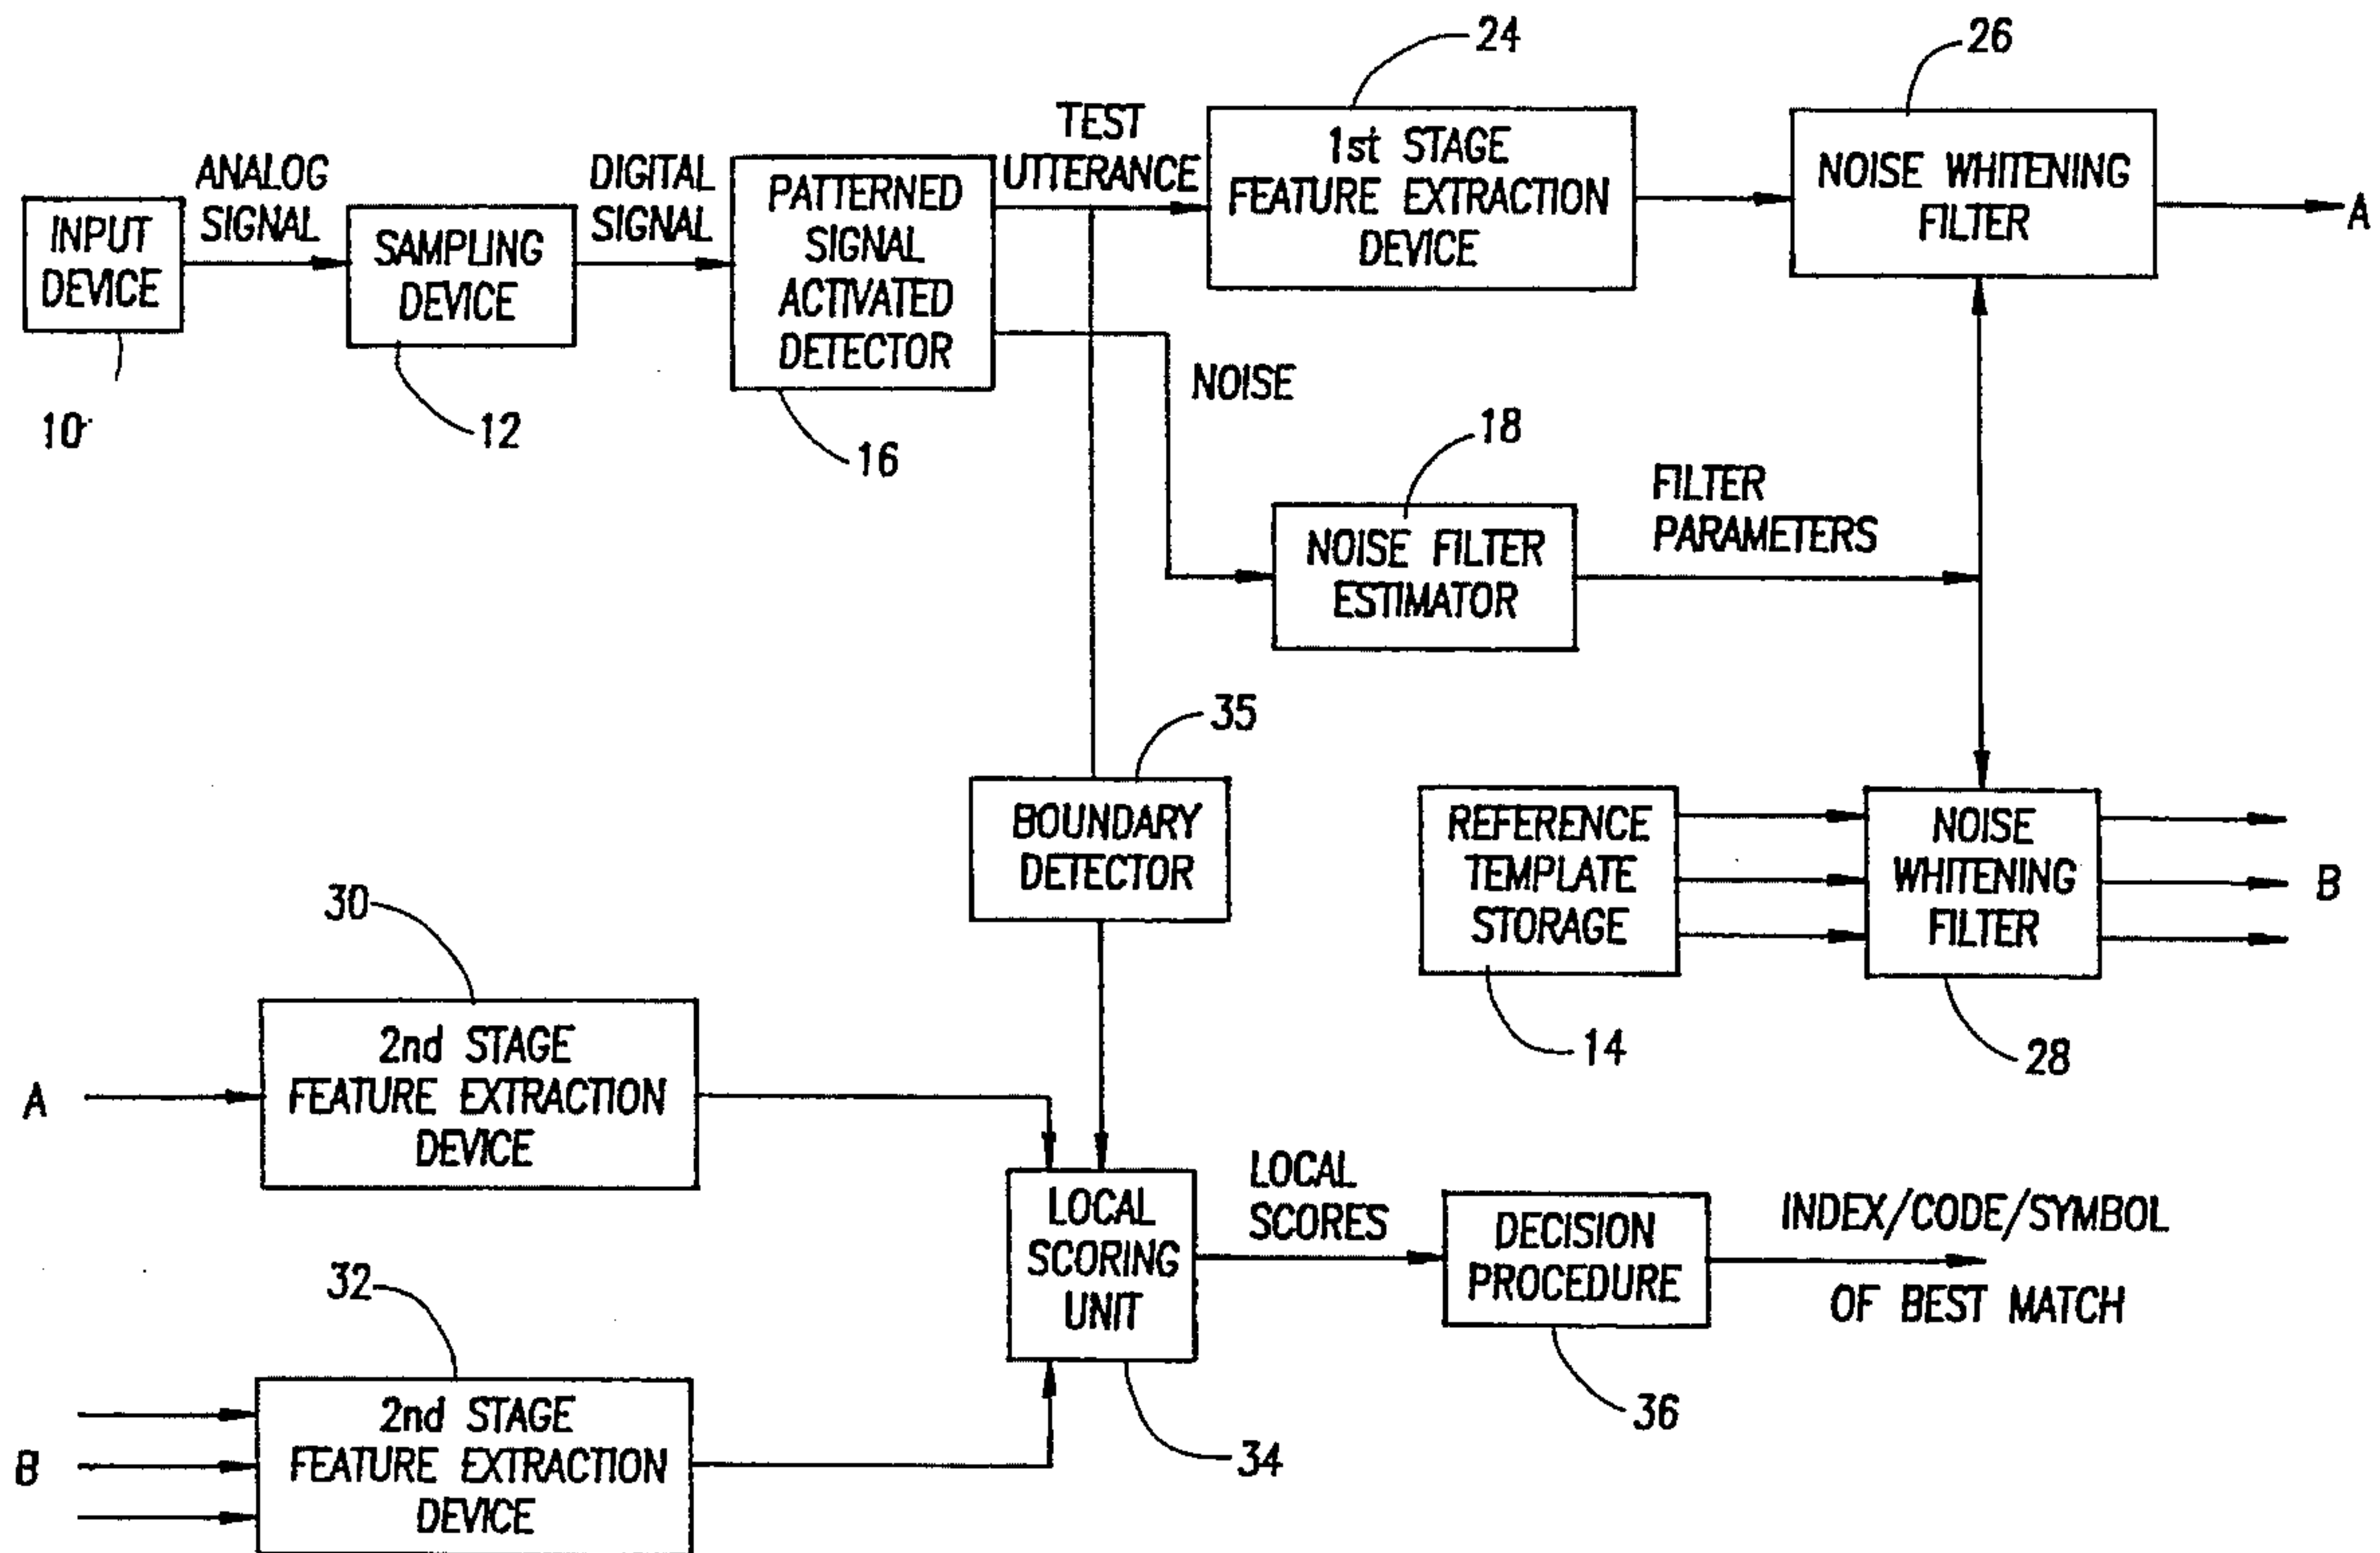 24
26
TEST
UTTERANCE
1st STAGE
FEATURE EXTRACTION
DEVICE
NOISE WHITENING
FILTER
A
ANALOG
SIGNAL
DIGITAL
SIGNAL
INPUT
DEVICE
SAMPLING
DEVICE
PATTERNED
SIGNAL
ACTIVATED
DETECTOR
NOISE
10
12
16
18
FILTER
PARAMETERS
NOISE FILTER
ESTIMATOR
35
BOUNDARY
DETECTOR
REFERENCE
TEMPLATE
STORAGE
NOISE
WHITENING
FILTER
B
14
28
30
2nd STAGE
FEATURE EXTRACTION
DEVICE
A
LOCAL
SCORING
UNIT
LOCAL
SCORES
DECISION
PROCEDURE
INDEX/CODE/SYMBOL
OF BEST MATCH
32
2nd STAGE
FEATURE EXTRACTION
DEVICE
B
34
36